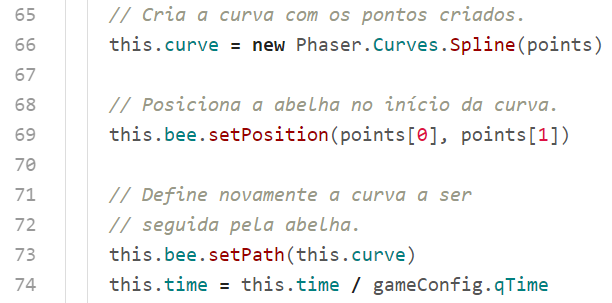 65 // Cria a curva com os pontos criados.
66 this.curve = new Phaser.Curves.Spline(points)
67
68 // Posiciona a abelha no início da curva.
69 this.bee.setPosition(points[0], points[1])
70
71 // Define novamente a curva a ser
72 // seguida pela abelha.
73 this.bee.setPath(this.curve)
74 this.time = this.time / gameConfig.qTime